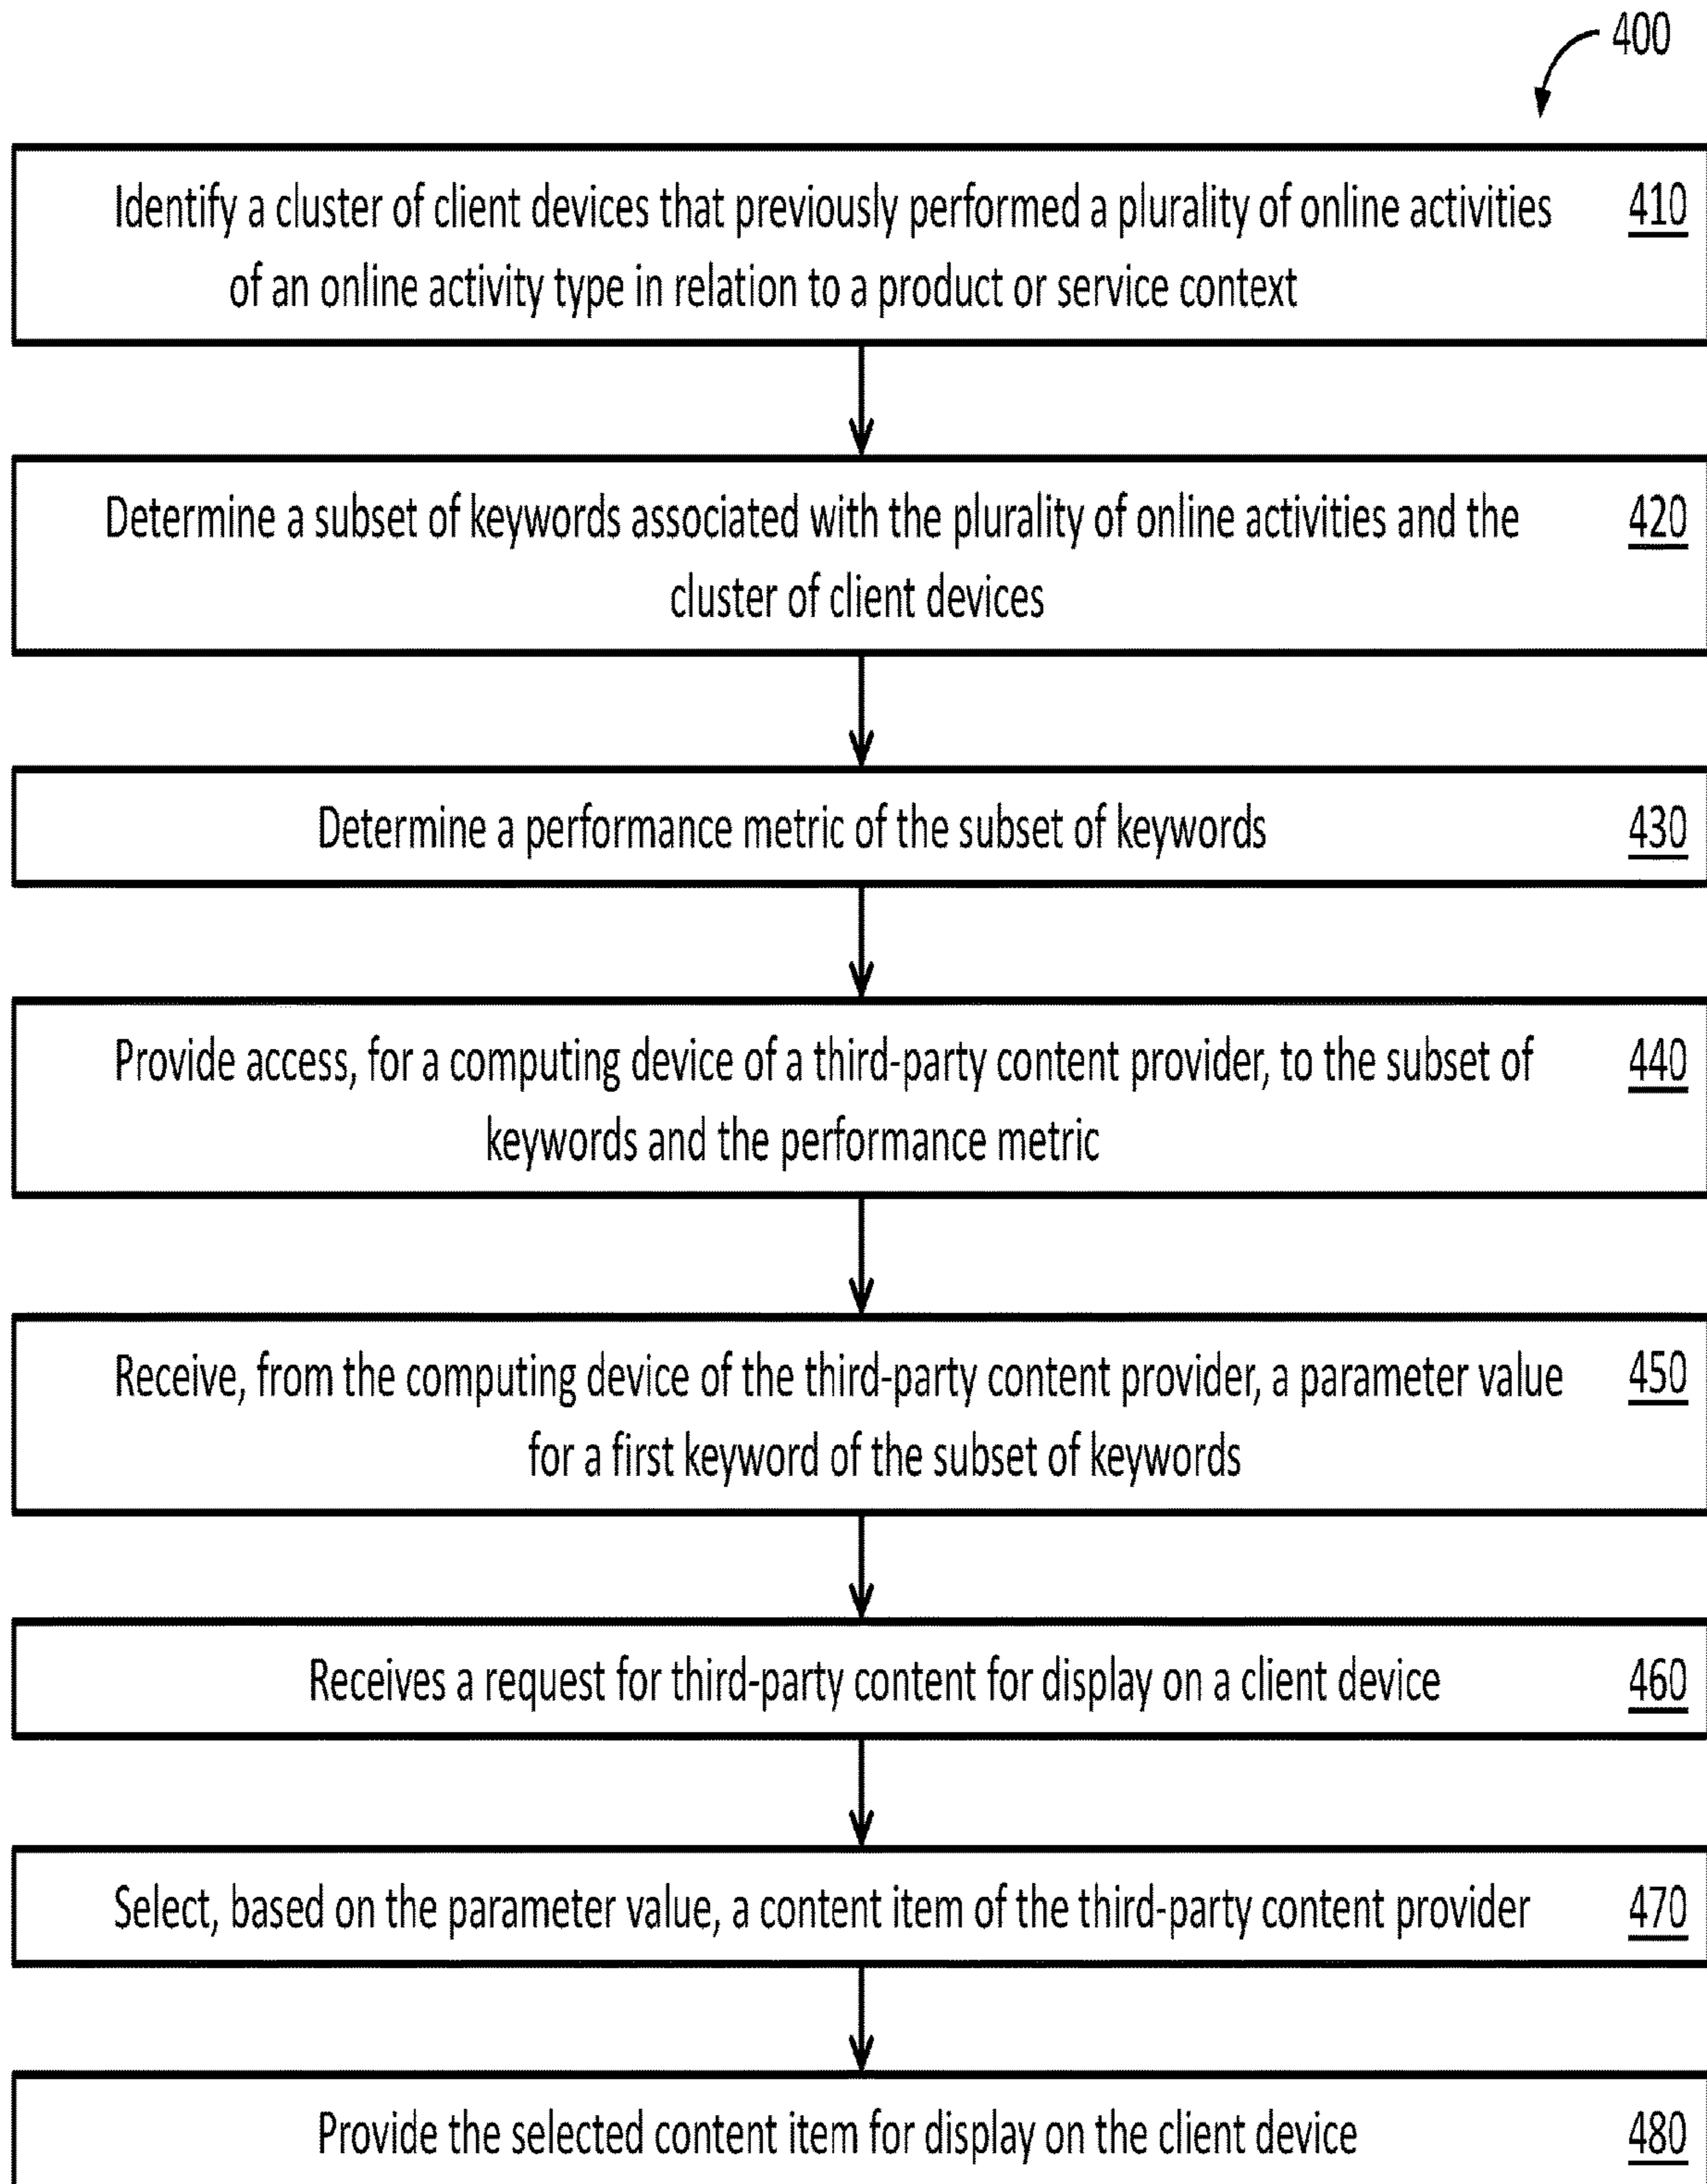 400
Identify a cluster of client devices that previously performed a plurality of online activities 410
of an online activity type in relation to a product or service context
Determine a subset of keywords associated with the plurality of online activities and the 420
cluster of client devices
Determine a performance metric of the subset of keywords 430
Provide access, for a computing device of a third-party content provider, to the subset of 440
keywords and the performance metric
Receive, from the computing device of the third-party content provider, a parameter value 450
for a first keyword of the subset of keywords
Receives a request for third-party content for display on a client device 460
Select, based on the parameter value, a content item of the third-party content provider 470
Provide the selected content item for display on the client device 480